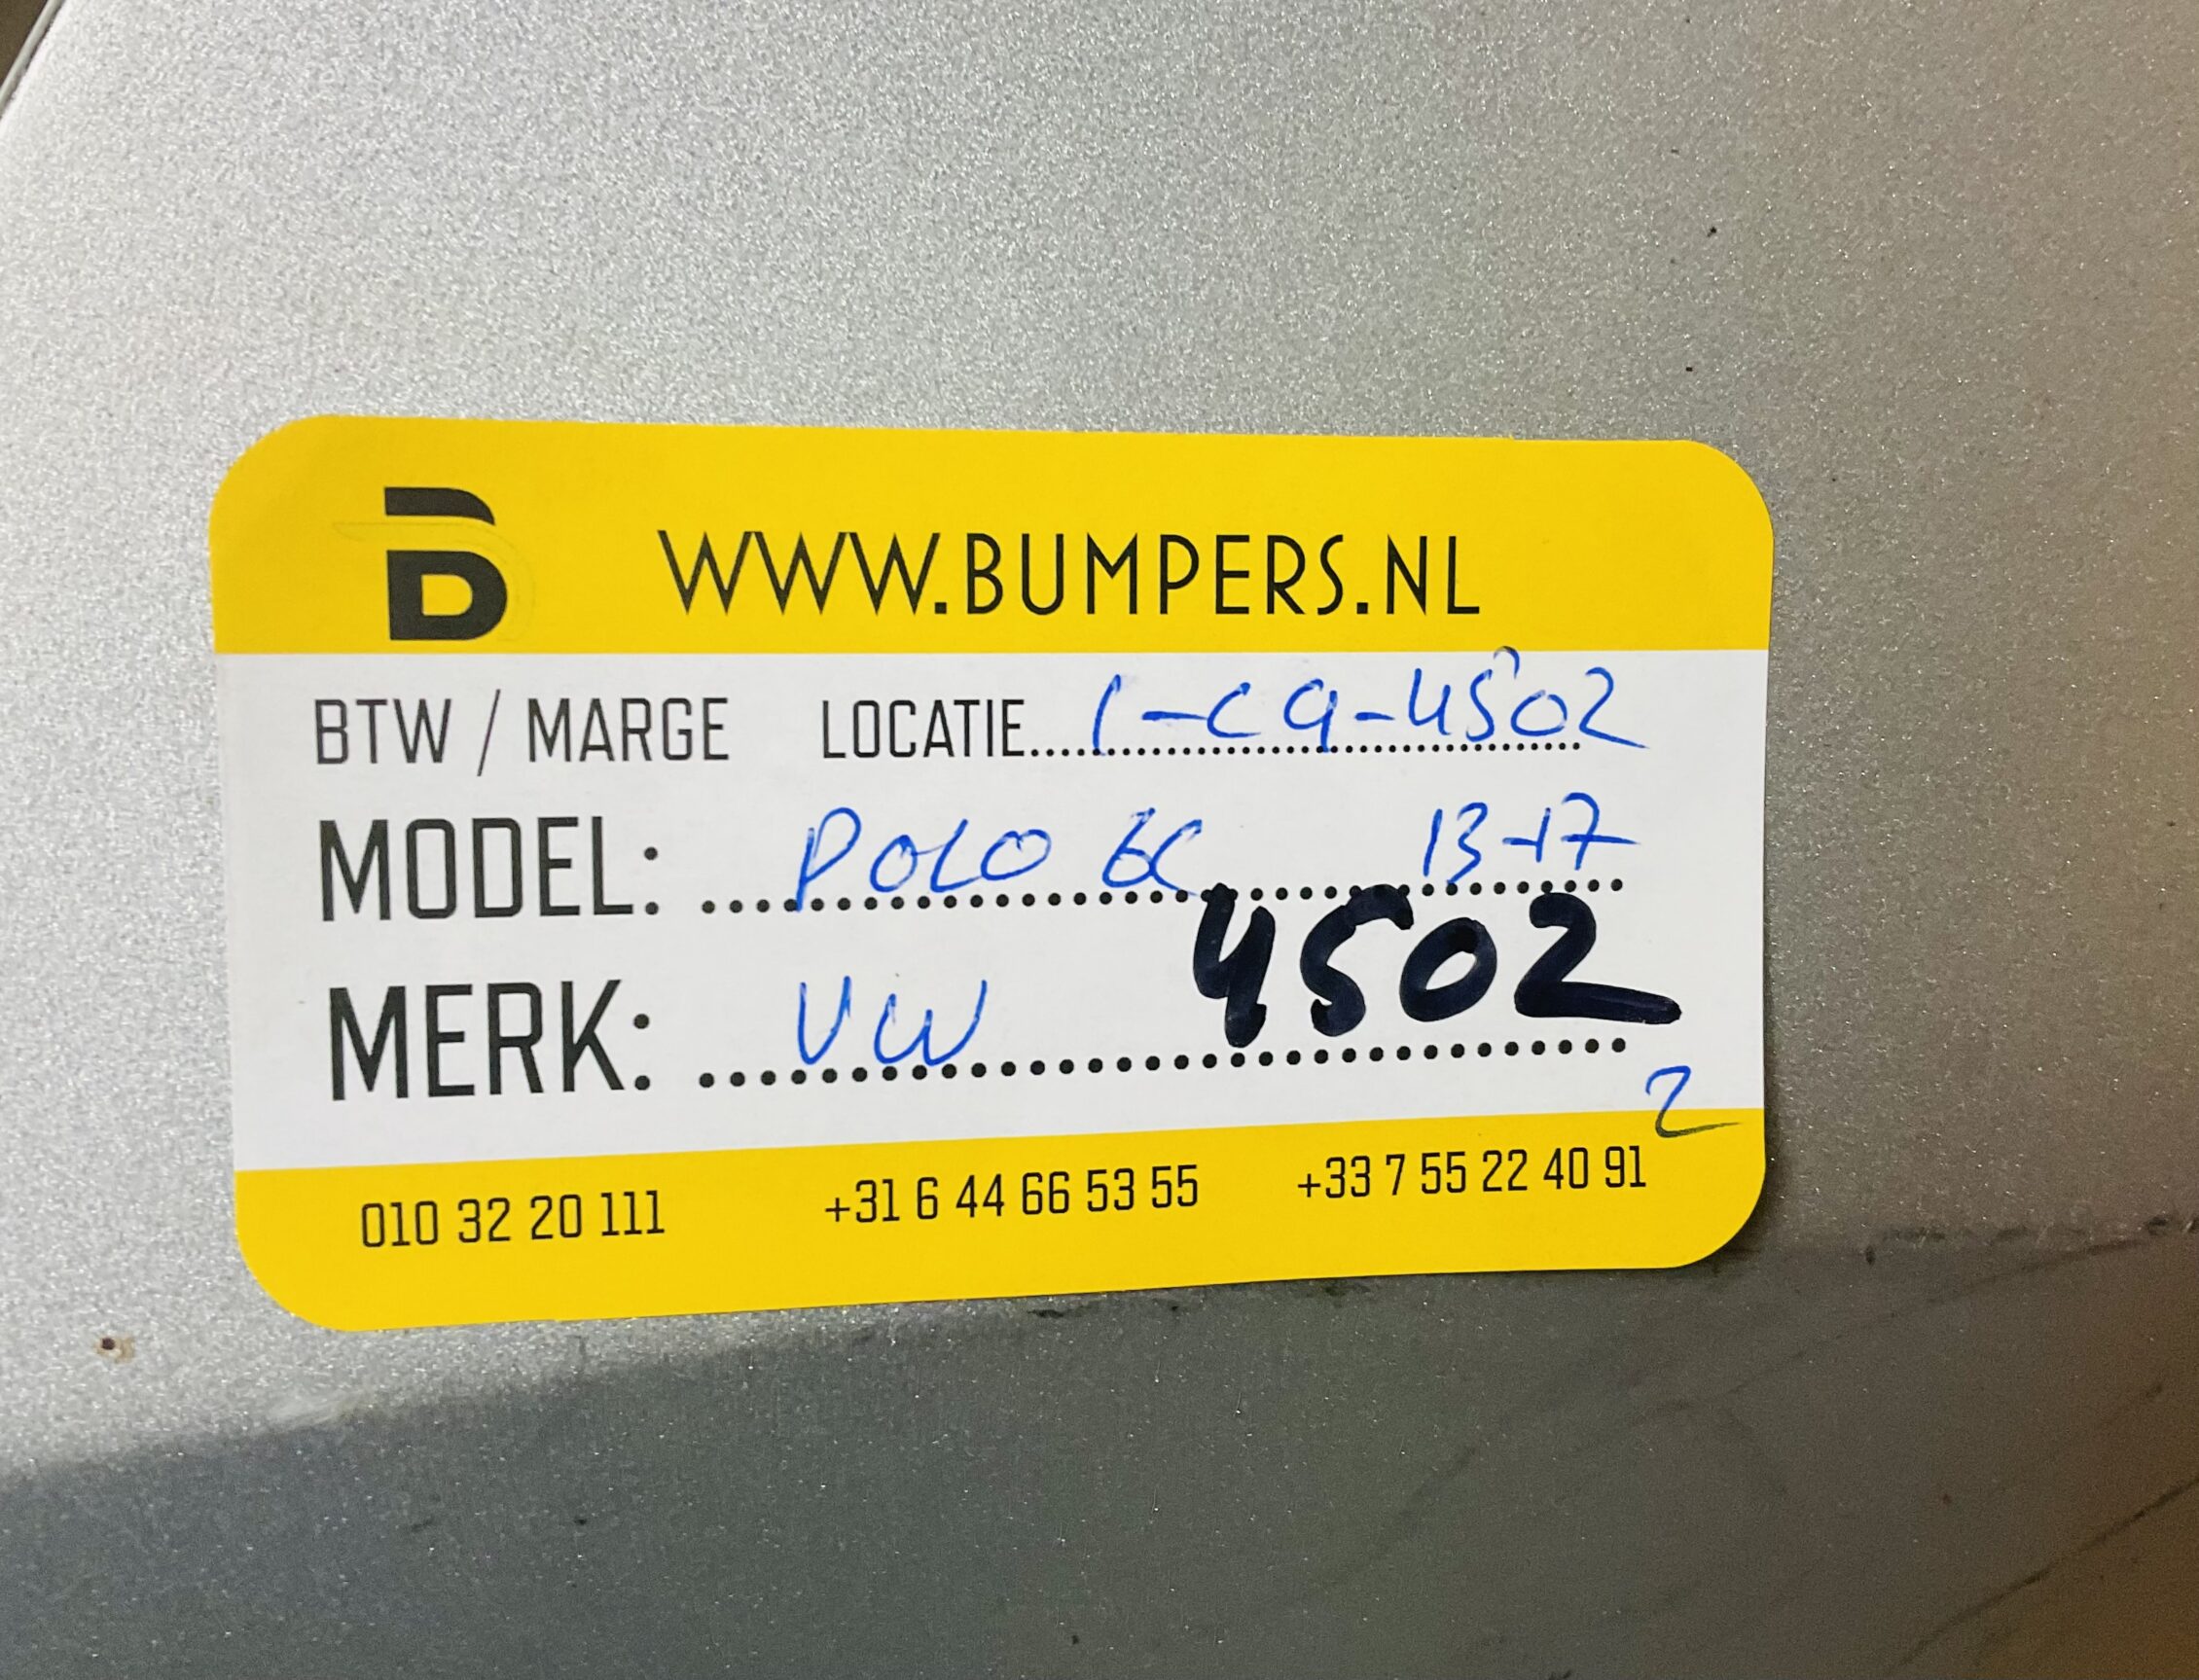 B WWW.BUMPERS.NL
BTW / MARGE LOCATIE 1-C9-4502
MODEL: POLO 6C 13-17
4502
MERK: VW
2
010 32 20 111 +31 6 44 66 53 55 +33 7 55 22 40 91